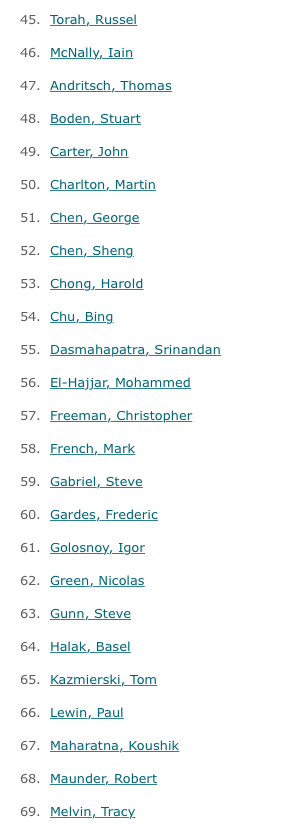 45. Torah, Russel
46. McNally, Iain
47. Andritsch, Thomas
48. Boden, Stuart
49. Carter, John
50. Charlton, Martin
51. Chen, George
52. Chen, Sheng
53. Chong, Harold
54. Chu, Bing
55. Dasmahapatra, Srinandan
56. El-Hajjar, Mohammed
57. Freeman, Christopher
58. French, Mark
59. Gabriel, Steve
60. Gardes, Frederic
61. Golosnoy, Igor
62. Green, Nicolas
63. Gunn, Steve
64. Halak, Basel
65. Kazmierski, Tom
66. Lewin, Paul
67. Maharatna, Koushik
68. Maunder, Robert
69. Melvin, Tracy